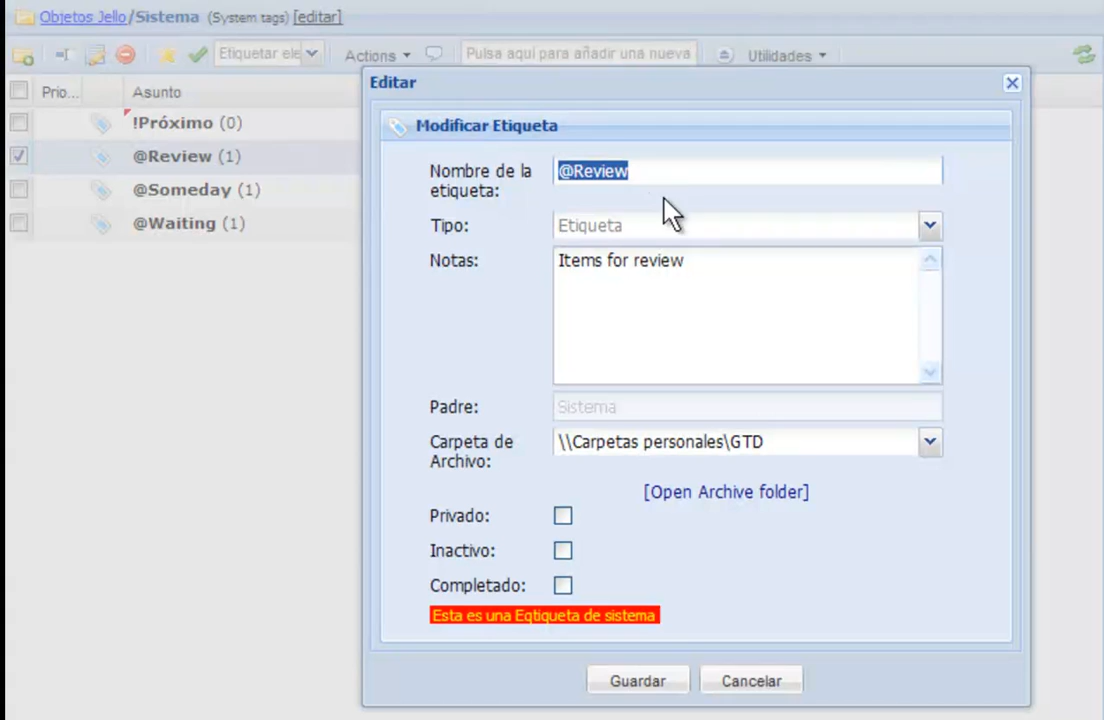 Objetos Jello/Sistema (System tags) [editar]
Etiquetar ele Actions Pulsa aquí para añadir una nueva Utilidades
Prio... Asunto
!Próximo (0)
@Review (1)
@Someday (1)
@Waiting (1)
Editar
Modificar Etiqueta
Nombre de la etiqueta: @Review
Tipo: Etiqueta
Notas: Items for review
Padre: Sistema
Carpeta de Archivo: \\Carpetas personales\GTD
[Open Archive folder]
Privado:
Inactivo:
Completado:
Esta es una Eqtiqueta de sistema
Guardar Cancelar